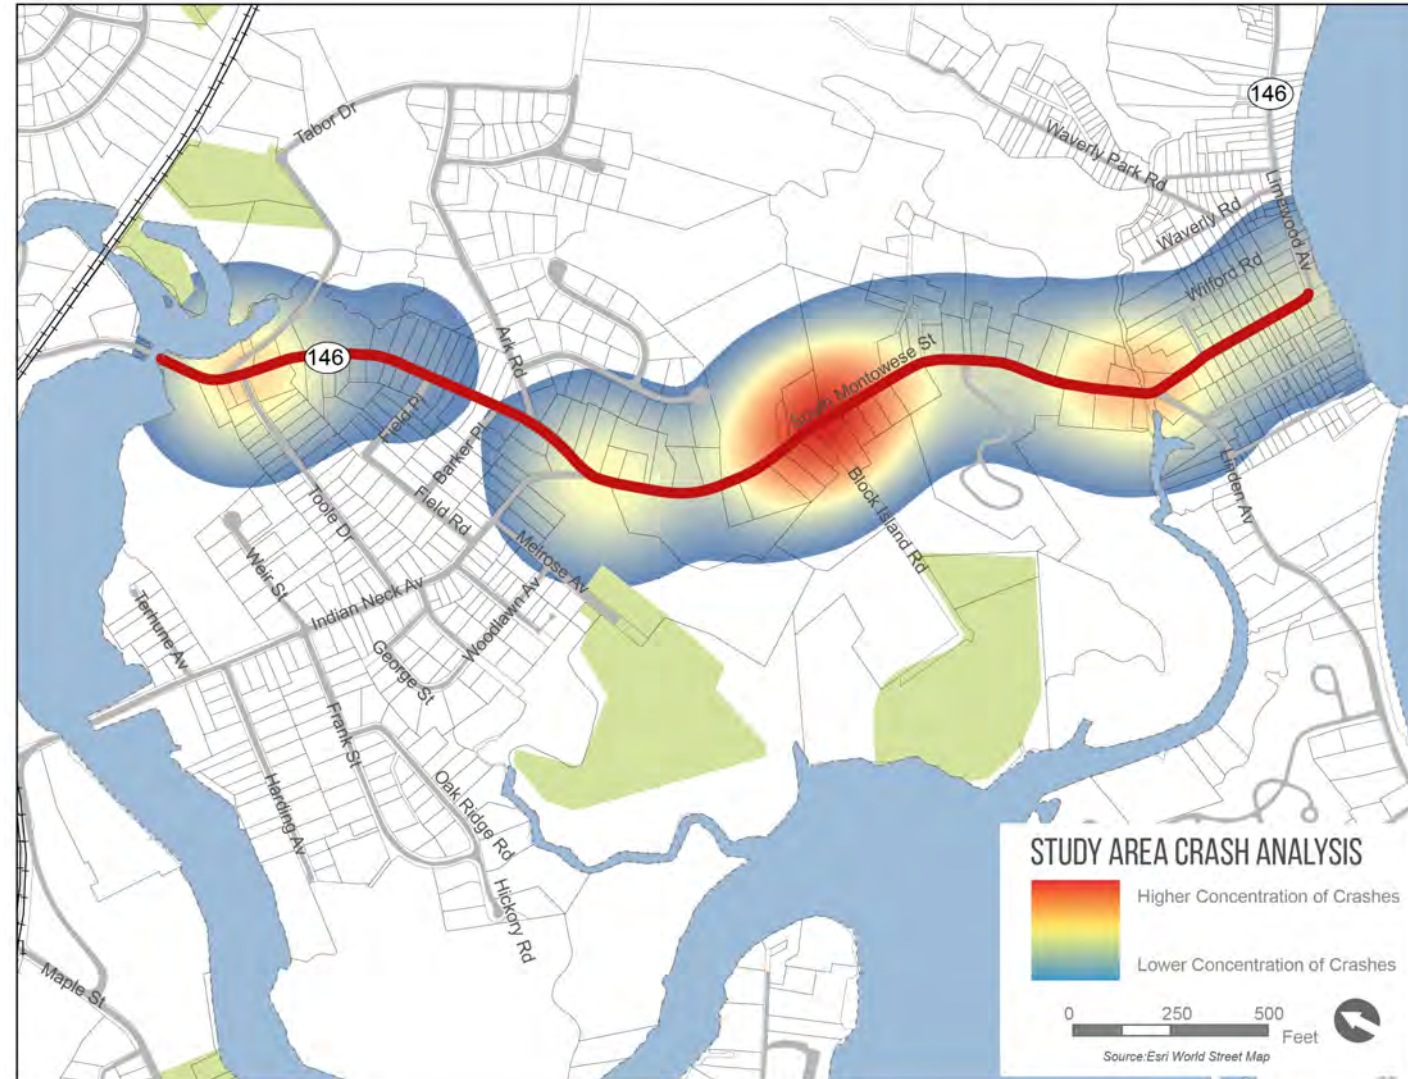 146
Tabor Dr
Waverly Park Rd
Limewood Av
Waverly Rd
Wilford Rd
146
Ark Rd
South Montowese St
Field Pl
Barker Pl
Block Island Rd
Linden Av
Toole Dr
Field Rd
Melrose Av
Weir St
Indian Neck Av
Woodlawn Av
Terhune Av
George St
Frank St
Harding Av
Oak Ridge Rd
Hickory Rd
Maple St
STUDY AREA CRASH ANALYSIS
Higher Concentration of Crashes
Lower Concentration of Crashes
0 250 500
Feet
Source:Esri World Street Map